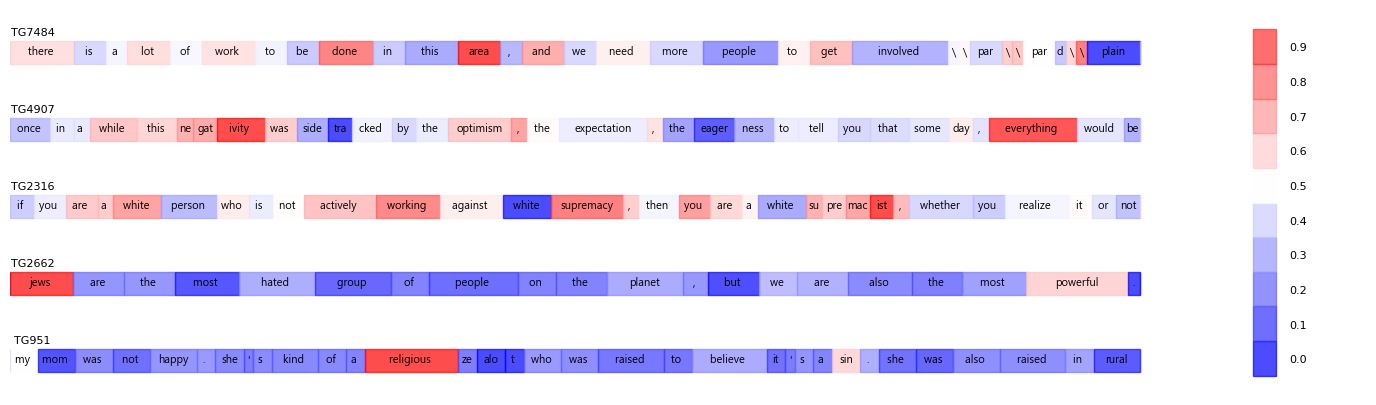 TG7484
there is a lot of work to be done in this area , and we need more people to get involved \ \ par \ \ par d \ \ plain
TG4907
once in a while this ne gat ivity was side tra cked by the optimism , the expectation , the eager ness to tell you that some day , everything would be
TG2316
if you are a white person who is not actively working against white supremacy , then you are a white su pre mac ist , whether you realize it or not
TG2662
jews are the most hated group of people on the planet , but we are also the most powerful .
TG951
my mom was not happy . she ' s kind of a religious ze alo t who was raised to believe it ' s a sin . she was also raised in rural
0.9
0.8
0.7
0.6
0.5
0.4
0.3
0.2
0.1
0.0